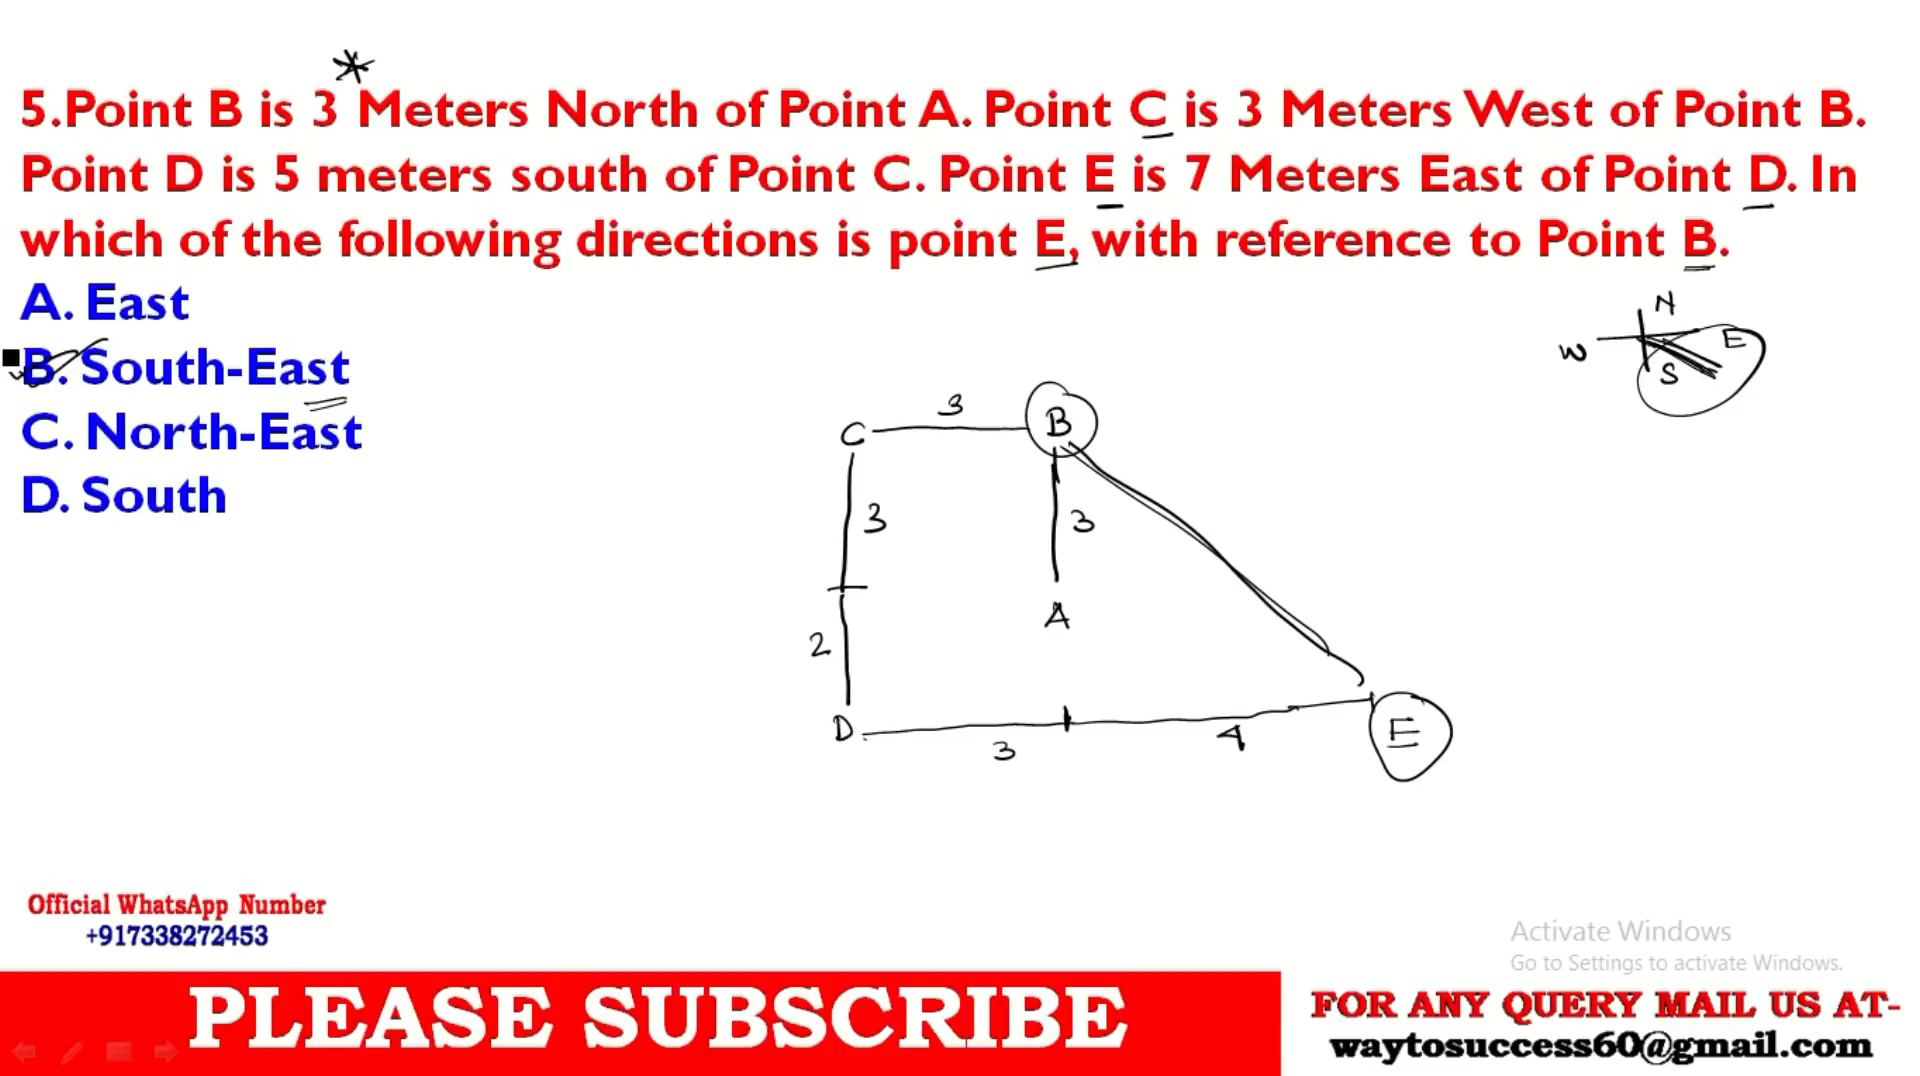 *
5.Point B is 3 Meters North of Point A. Point C is 3 Meters West of Point B.
Point D is 5 meters south of Point C. Point E is 7 Meters East of Point D. In
which of the following directions is point E, with reference to Point B.
A. East
B. South-East
C. North-East
D. South
N
W
E
S
C
3
B
3
3
A
2
D
3
4
E
Official WhatsApp Number
+917338272453
Activate Windows
Go to Settings to activate Windows.
PLEASE SUBSCRIBE
FOR ANY QUERY MAIL US AT-
waytosuccess60@gmail.com